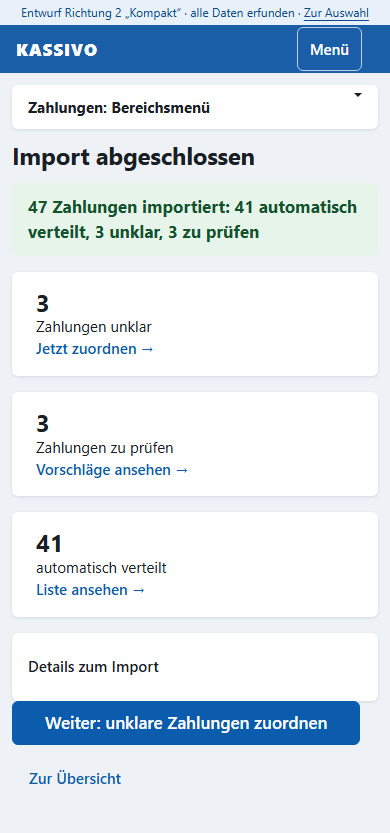 Entwurf Richtung 2 „Kompakt“ · alle Daten erfunden · Zur Auswahl
KASSIVO
Menü
Zahlungen: Bereichsmenü
Import abgeschlossen
47 Zahlungen importiert: 41 automatisch
verteilt, 3 unklar, 3 zu prüfen
3
Zahlungen unklar
Jetzt zuordnen →
3
Zahlungen zu prüfen
Vorschläge ansehen →
41
automatisch verteilt
Liste ansehen →
Details zum Import
Weiter: unklare Zahlungen zuordnen
Zur Übersicht